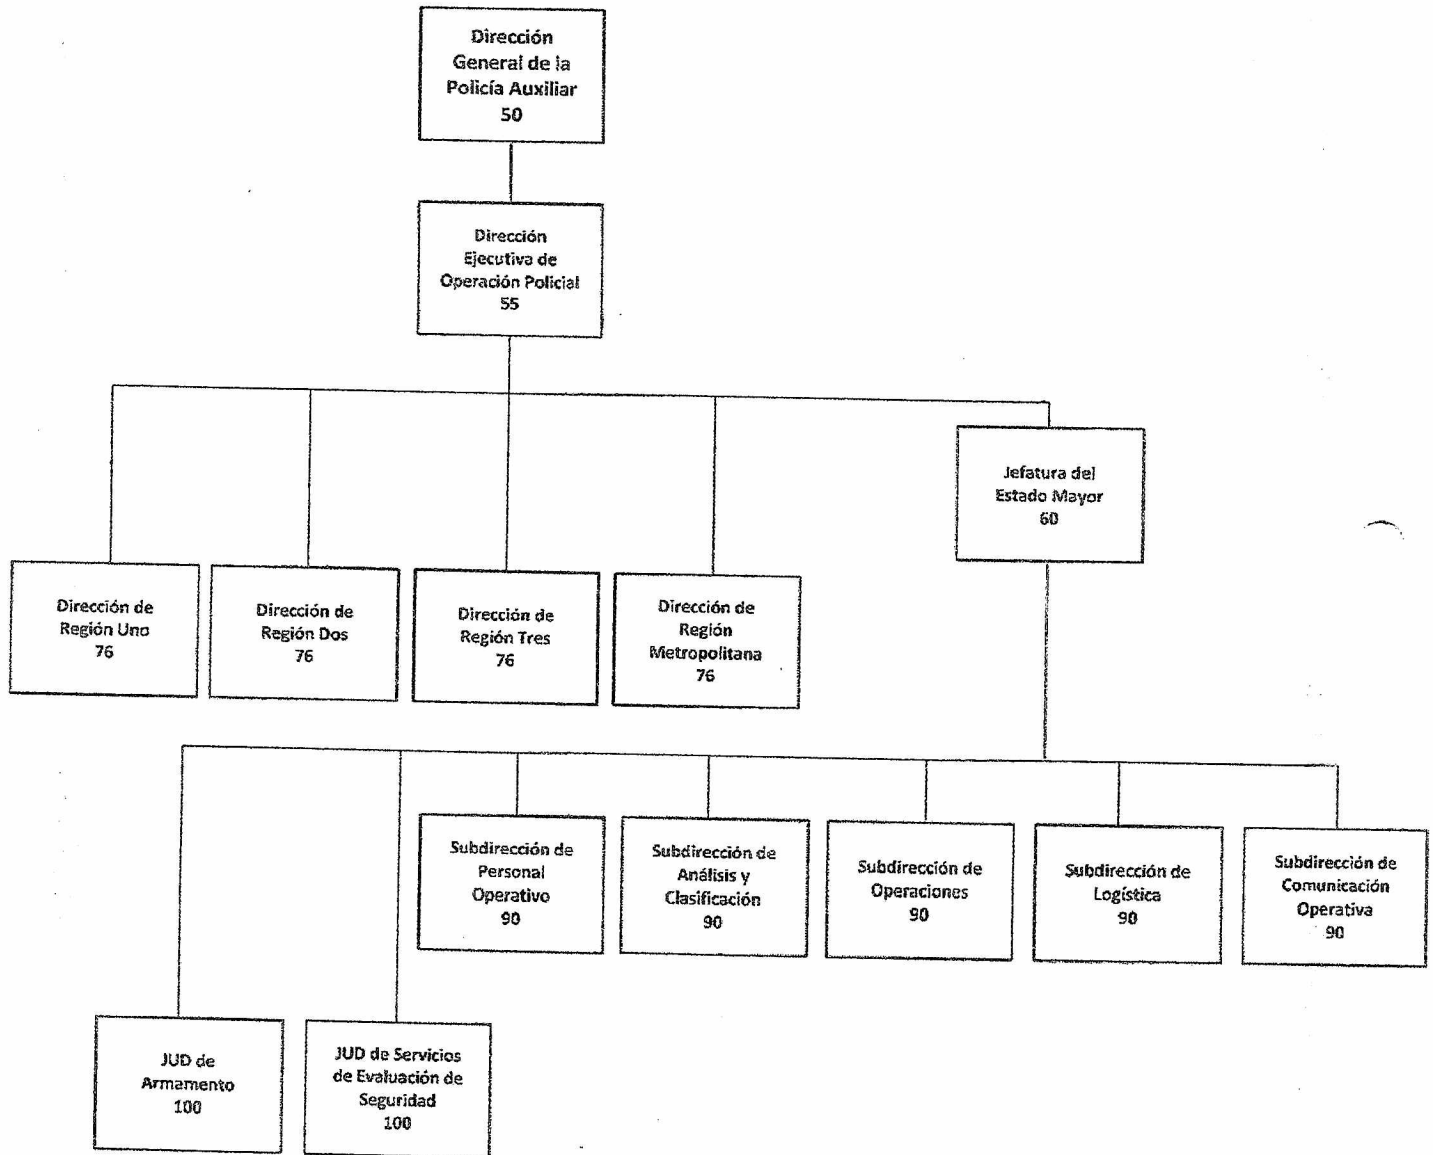 Dirección
General de la
Policía Auxiliar
50
Dirección
Ejecutiva de
Operación Policial
55
Jefatura del
Estado Mayor
60
Dirección de
Región Uno
76
Dirección de
Región Dos
76
Dirección de
Región Tres
76
Dirección de
Región
Metropolitana
76
Subdirección de
Personal
Operativo
90
Subdirección de
Análisis y
Clasificación
90
Subdirección de
Operaciones
90
Subdirección de
Logística
90
Subdirección de
Comunicación
Operativa
90
JUD de
Armamento
100
JUD de Servicios
de Evaluación de
Seguridad
100